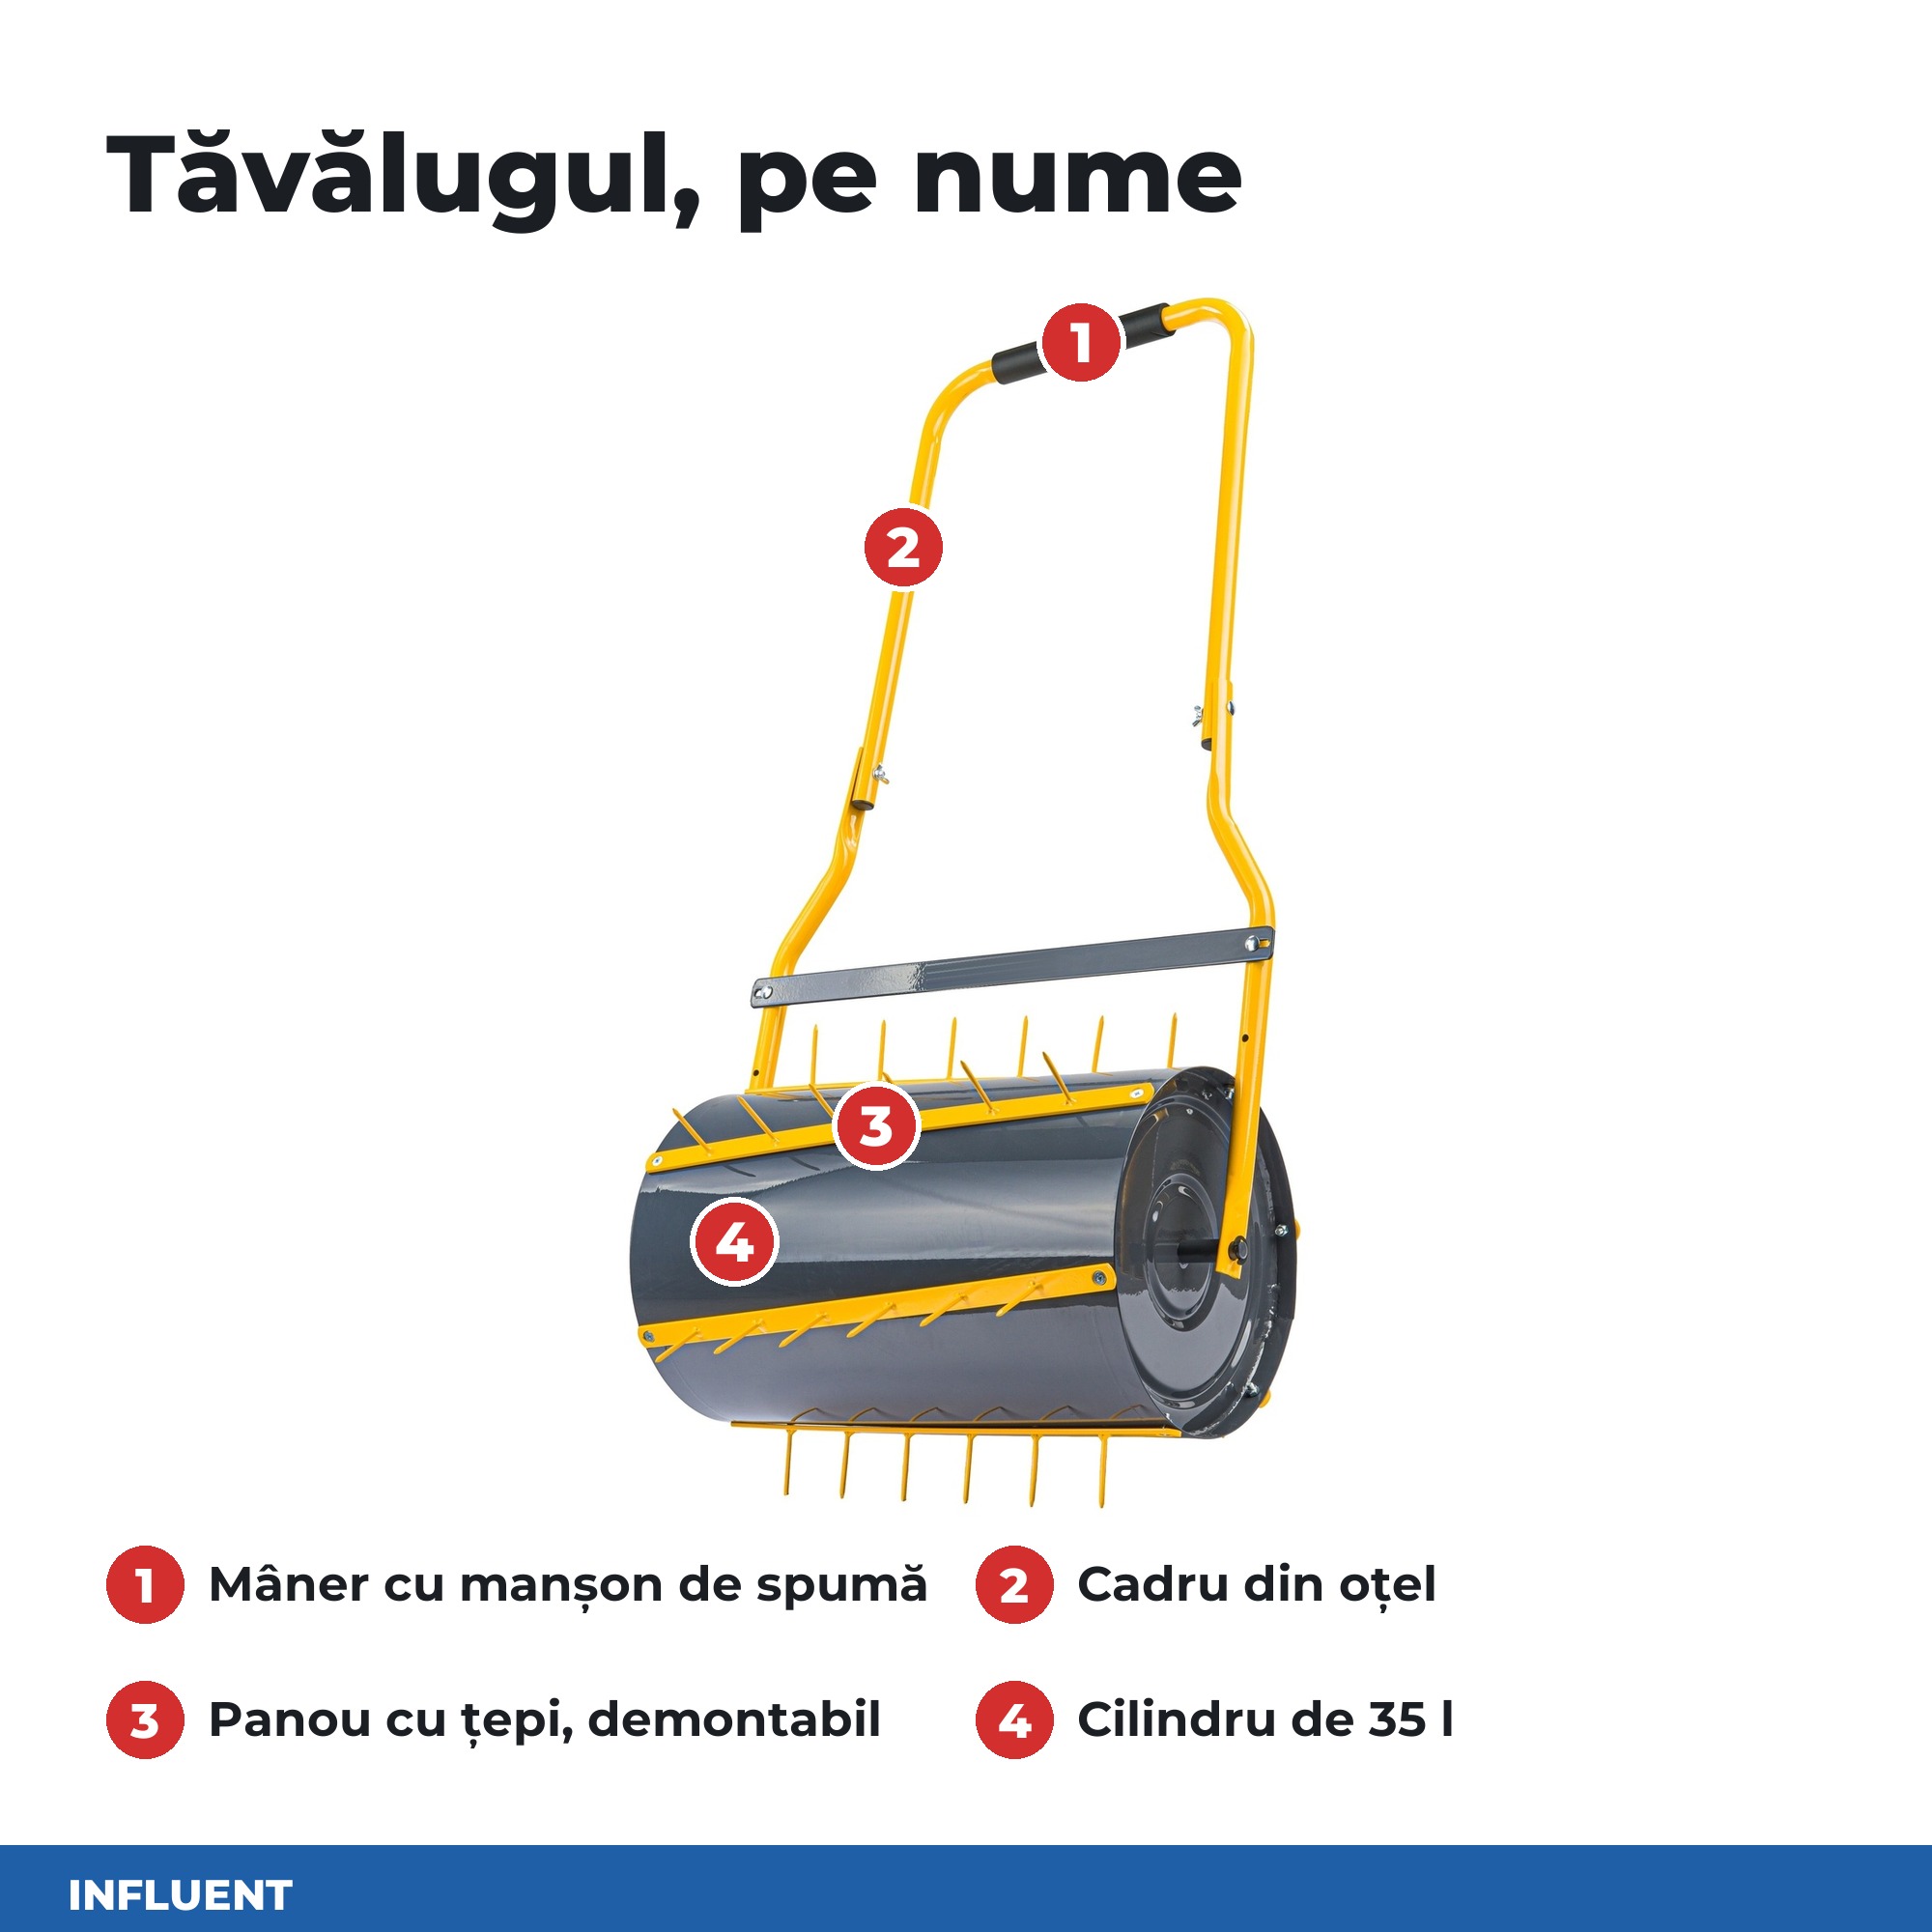 Tăvălugul, pe nume
1
2
3
4
1 Mâner cu manșon de spumă
2 Cadru din oțel
3 Panou cu țepi, demontabil
4 Cilindru de 35 l
INFLUENT